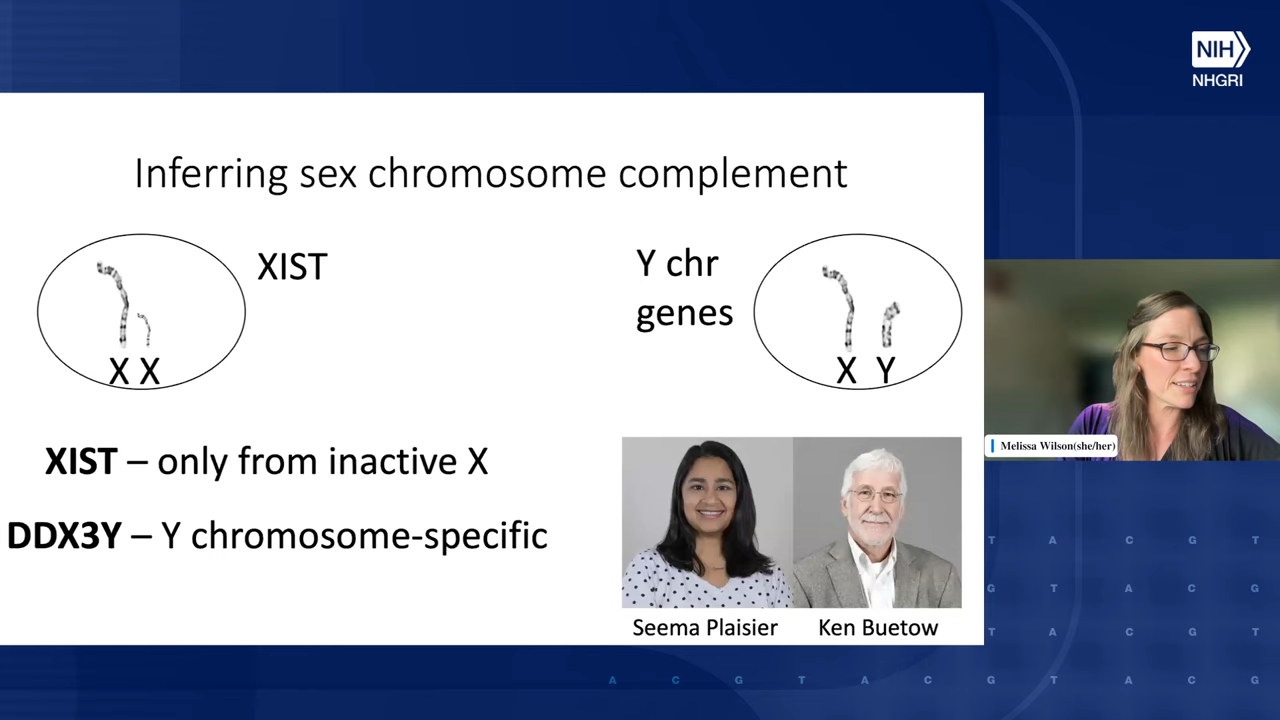 NIH
NHGRI
Inferring sex chromosome complement
XIST
Y chr
genes
X X
X Y
XIST – only from inactive X
DDX3Y – Y chromosome-specific
Seema Plaisier
Ken Buetow
Melissa Wilson(she/her)
T A C G T
G T A C G
T A C G T
A C G T A C G T A C G